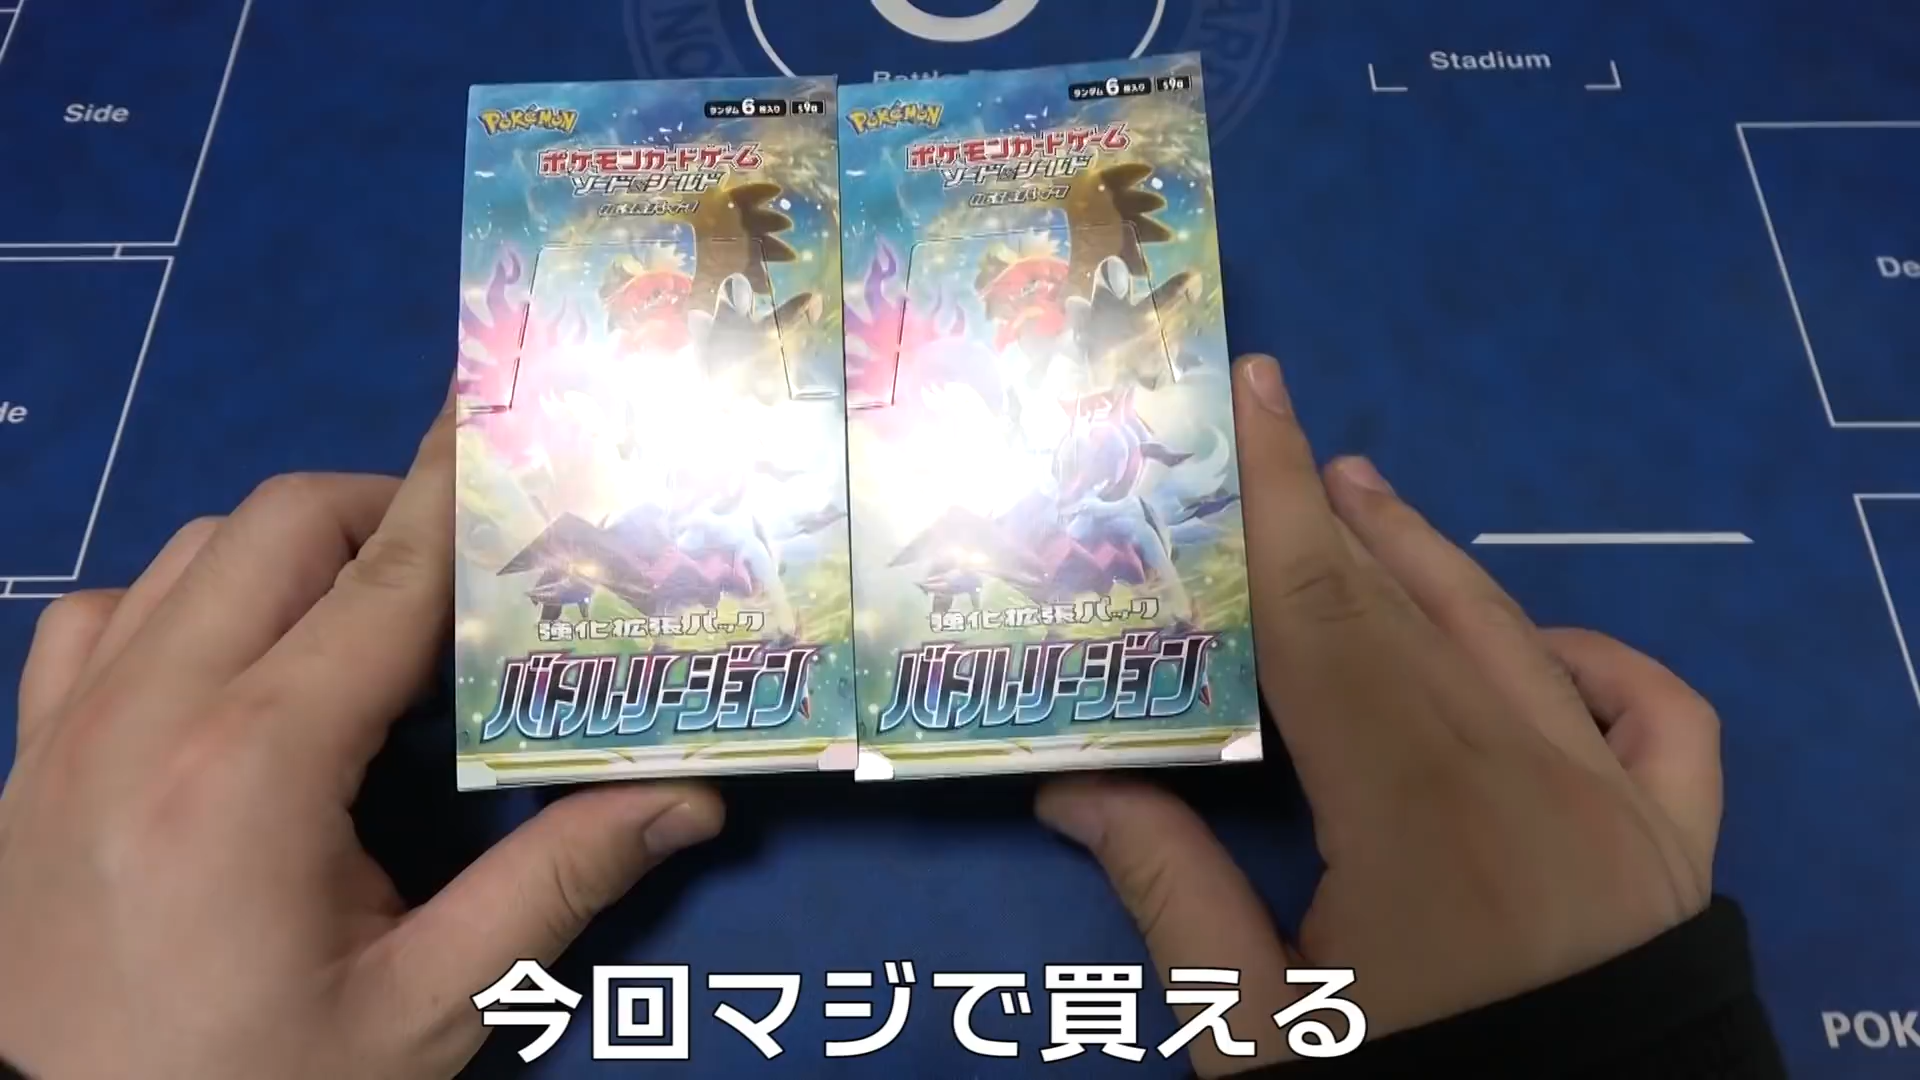 Stadium
Side
POKÉMON
ランダム6枚入り
s9a
ポケモンカードゲーム
ソード&シールド
強化拡張パック
バトルリージョン
POKÉMON
ランダム6枚入り
s9a
ポケモンカードゲーム
ソード&シールド
強化拡張パック
バトルリージョン
De
de
POK
今回マジで買える